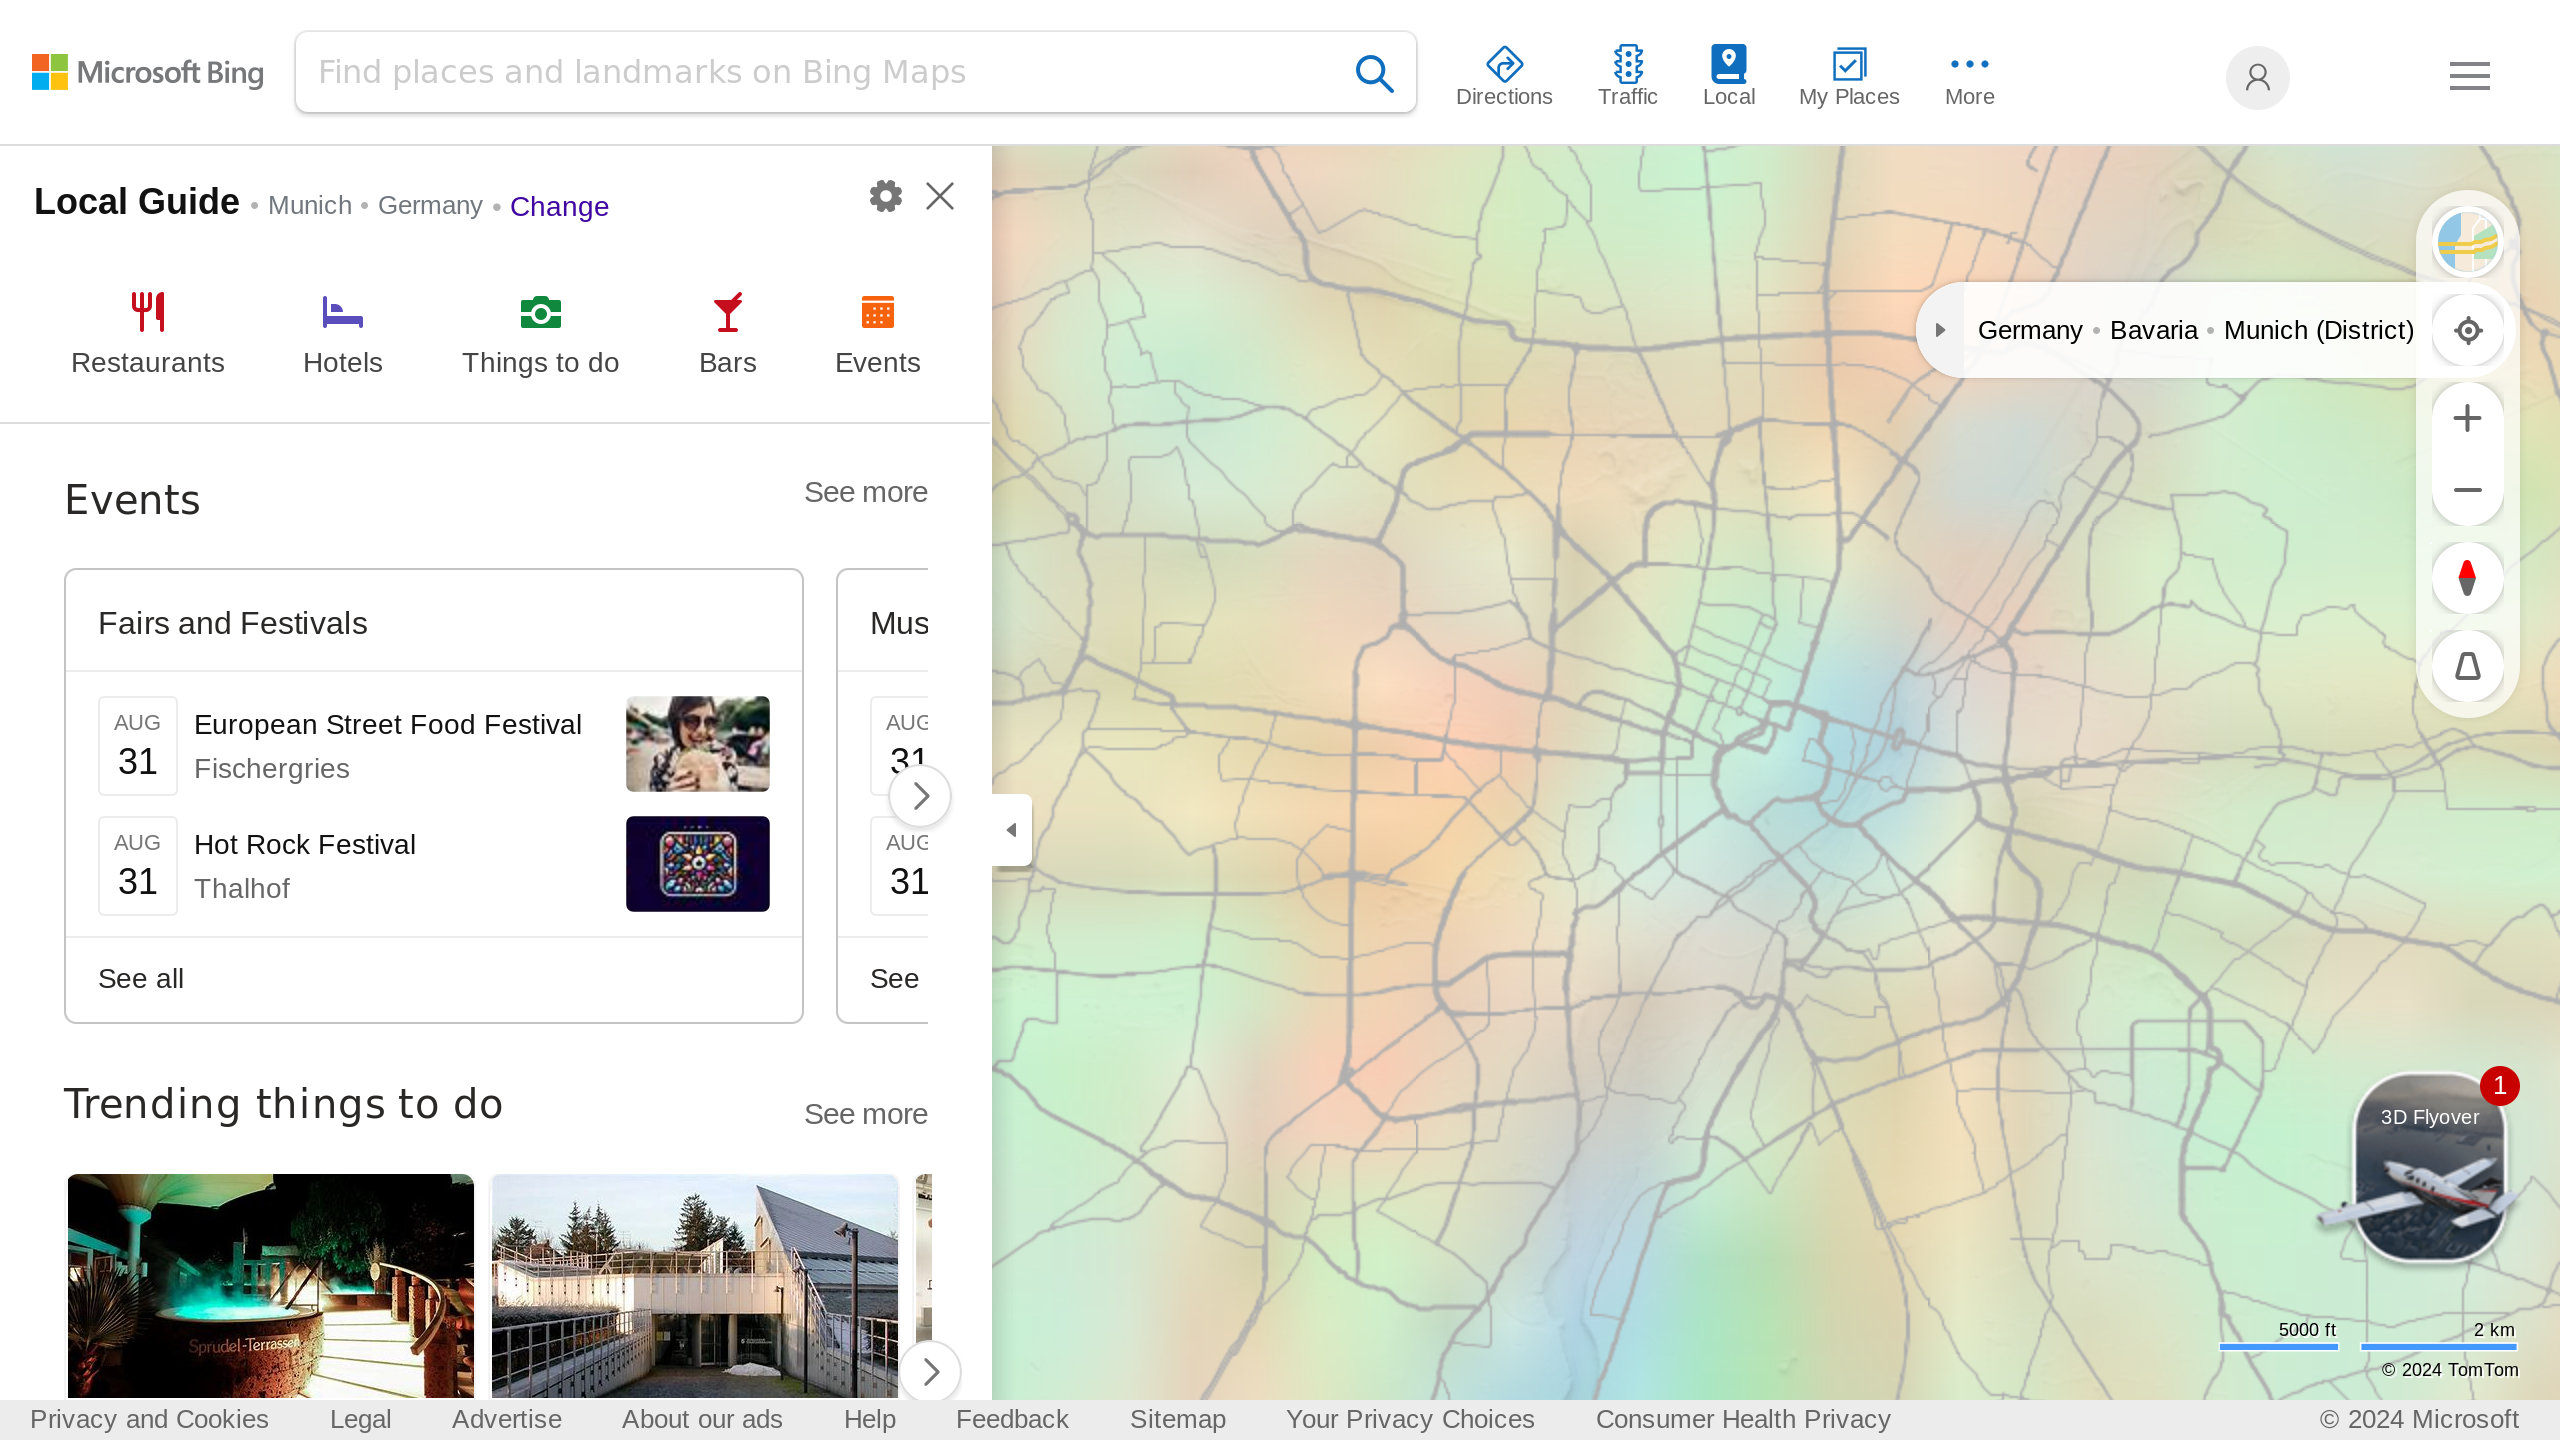 Microsoft Bing
Find places and landmarks on Bing Maps
Directions
Traffic
Local
My Places
More
Local Guide • Munich • Germany • Change
Restaurants
Hotels
Things to do
Bars
Events
Germany • Bavaria • Munich (District)
Events
See more
Fairs and Festivals
AUG
31
European Street Food Festival
Fischergries
AUG
31
Hot Rock Festival
Thalhof
See all
Mus
AUG
31
AUG
31
See
Trending things to do
See more
Sprudel-Terrassen
3D Flyover
1
5000 ft
2 km
© 2024 TomTom
Privacy and Cookies
Legal
Advertise
About our ads
Help
Feedback
Sitemap
Your Privacy Choices
Consumer Health Privacy
© 2024 Microsoft